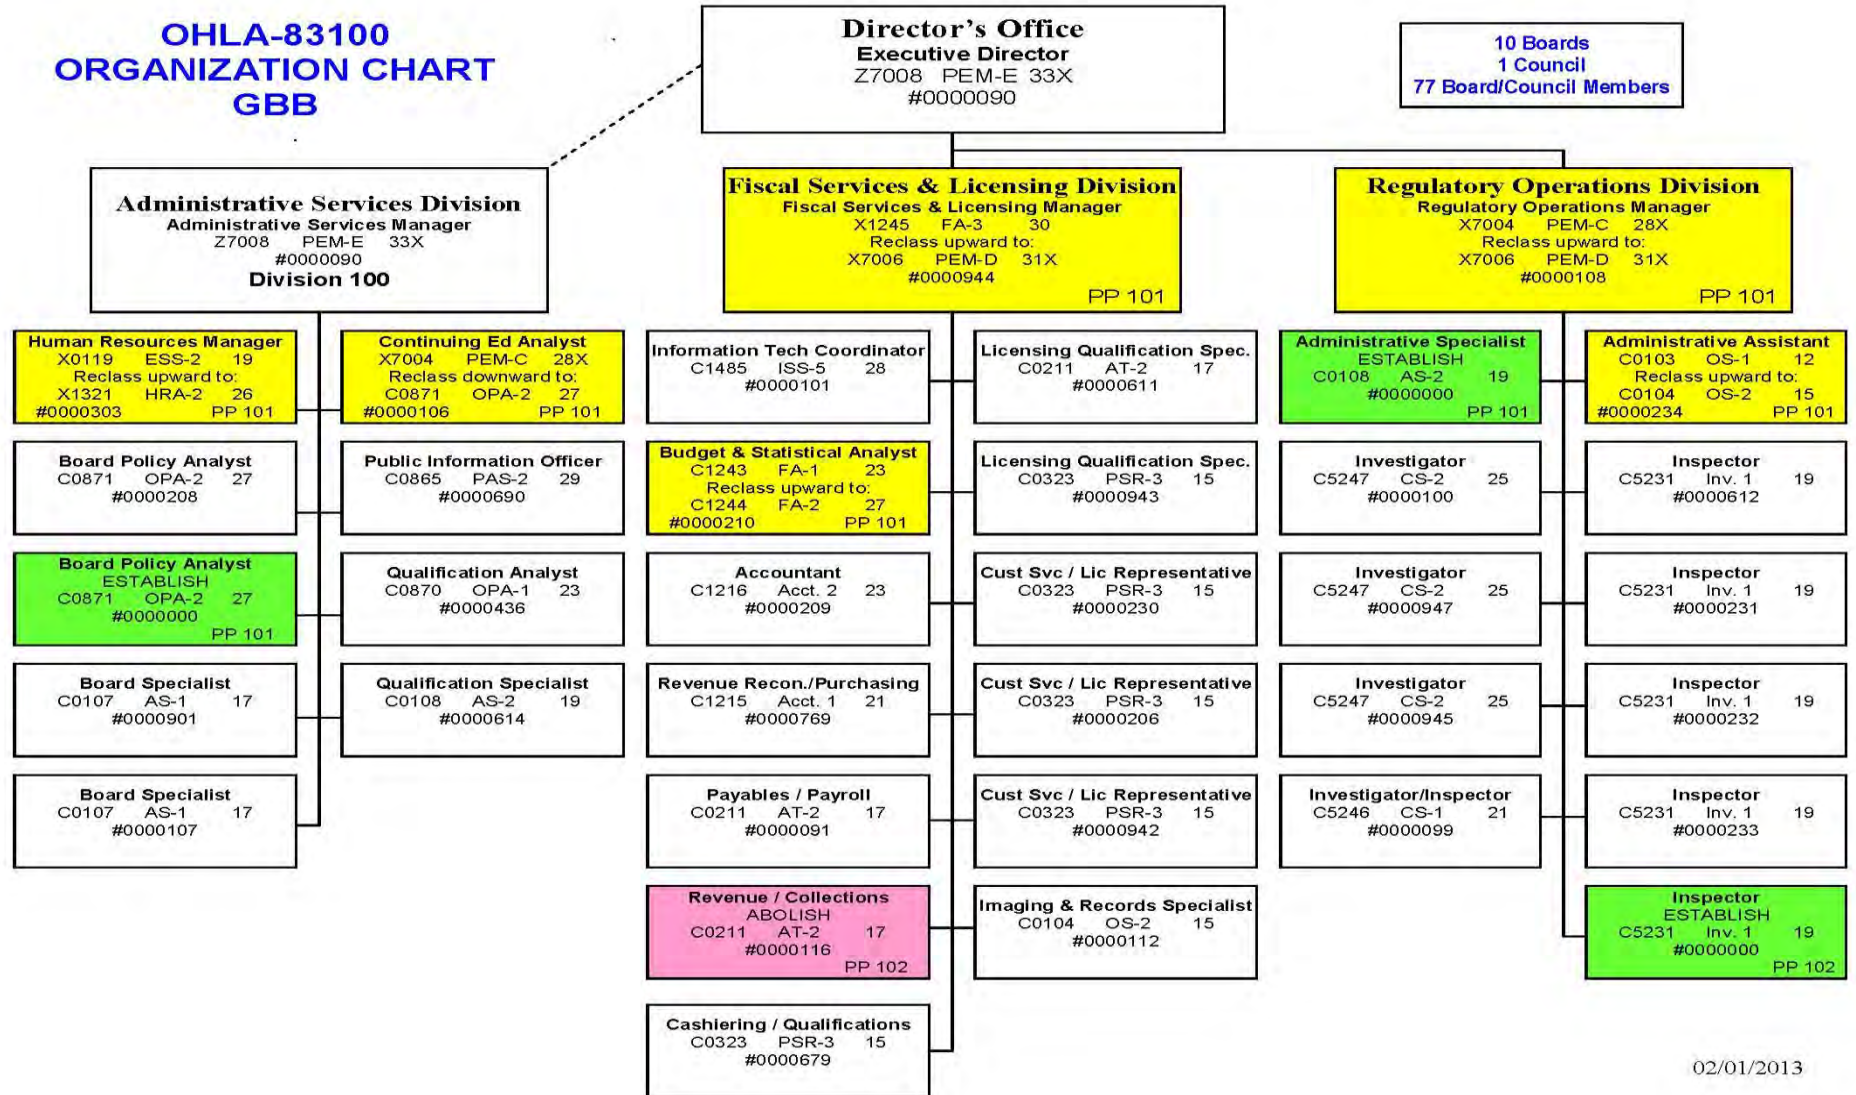 OHLA-83100
ORGANIZATION CHART
GBB
Director's Office
Executive Director
Z7008 PEM-E 33X
#0000090
10 Boards
1 Council
77 Board/Council Members
Administrative Services Division
Administrative Services Manager
Z7008 PEM-E 33X
#0000090
Division 100
Fiscal Services & Licensing Division
Fiscal Services & Licensing Manager
X1245 FA-3 30
Reclass upward to:
X7006 PEM-D 31X
#0000944
PP 101
Regulatory Operations Division
Regulatory Operations Manager
X7004 PEM-C 28X
Reclass upward to:
X7006 PEM-D 31X
#0000108
PP 101
Human Resources Manager
X0119 ESS-2 19
Reclass upward to:
X1321 HRA-2 26
#0000303 PP 101
Continuing Ed Analyst
X7004 PEM-C 28X
Reclass downward to:
C0871 OPA-2 27
#0000106 PP 101
Board Policy Analyst
C0871 OPA-2 27
#0000208
Public Information Officer
C0865 PAS-2 29
#0000690
Board Policy Analyst
ESTABLISH
C0871 OPA-2 27
#0000000
PP 101
Qualification Analyst
C0870 OPA-1 23
#0000436
Board Specialist
C0107 AS-1 17
#0000901
Qualification Specialist
C0108 AS-2 19
#0000614
Board Specialist
C0107 AS-1 17
#0000107
Information Tech Coordinator
C1485 ISS-5 28
#0000101
Licensing Qualification Spec.
C0211 AT-2 17
#0000611
Budget & Statistical Analyst
C1243 FA-1 23
Reclass upward to:
C1244 FA-2 27
#0000210 PP 101
Licensing Qualification Spec.
C0323 PSR-3 15
#0000943
Accountant
C1216 Acct. 2 23
#0000209
Cust Svc / Lic Representative
C0323 PSR-3 15
#0000230
Revenue Recon./Purchasing
C1215 Acct. 1 21
#0000769
Cust Svc / Lic Representative
C0323 PSR-3 15
#0000206
Payables / Payroll
C0211 AT-2 17
#0000091
Cust Svc / Lic Representative
C0323 PSR-3 15
#0000942
Revenue / Collections
ABOLISH
C0211 AT-2 17
#0000116
PP 102
Imaging & Records Specialist
C0104 OS-2 15
#0000112
Cashiering / Qualifications
C0323 PSR-3 15
#0000679
Administrative Specialist
ESTABLISH
C0108 AS-2 19
#0000000
PP 101
Administrative Assistant
C0103 OS-1 12
Reclass upward to:
C0104 OS-2 15
#0000234 PP 101
Investigator
C5247 CS-2 25
#0000100
Inspector
C5231 Inv. 1 19
#0000612
Investigator
C5247 CS-2 25
#0000947
Inspector
C5231 Inv. 1 19
#0000231
Investigator
C5247 CS-2 25
#0000945
Inspector
C5231 Inv. 1 19
#0000232
Investigator/Inspector
C5246 CS-1 21
#0000099
Inspector
C5231 Inv. 1 19
#0000233
Inspector
ESTABLISH
C5231 Inv. 1 19
#0000000
PP 102
02/01/2013